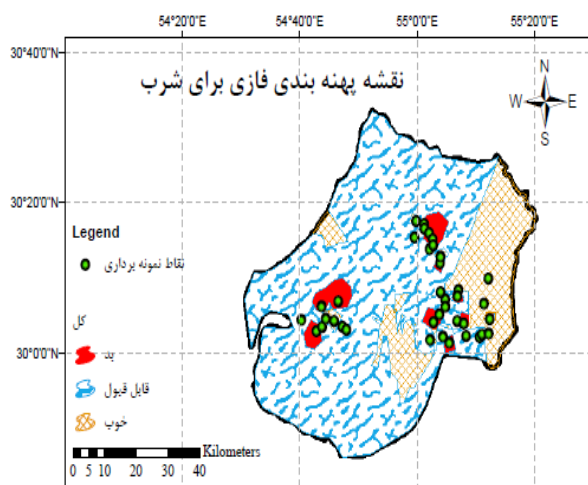 54°20'0"E 54°40'0"E 55°0'0"E 55°20'0"E
30°40'0"N
نقشه پهنه بندی فازی برای شرب
N
W E
S
30°20'0"N
Legend
نقاط نمونه برداری
کل
بد
30°0'0"N
قابل قبول
خوب
Kilometers
0 5 10 20 30 40